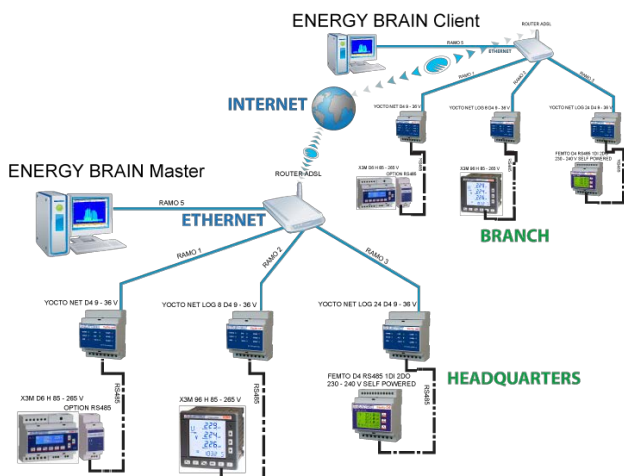 ENERGY BRAIN Client
ROUTER ADSL
RAMO 5
ETHERNET
RAMO 1
RAMO 2
RAMO 3
INTERNET
YOCTO NET D4 9 - 36 V
YOCTO NET LOG 8 D4 9 - 36 V
YOCTO NET LOG 24 D4 9 - 36 V
RS485
RS485
RS485
X3M D6 H 85 - 265 V
OPTION RS485
X3M 96 H 85 - 265 V
FEMTO D4 RS485 1DI 2DO
230 - 240 V SELF POWERED
BRANCH
ENERGY BRAIN Master
ROUTER ADSL
RAMO 5
ETHERNET
RAMO 1
RAMO 2
RAMO 3
YOCTO NET D4 9 - 36 V
YOCTO NET LOG 8 D4 9 - 36 V
YOCTO NET LOG 24 D4 9 - 36 V
HEADQUARTERS
RS485
RS485
RS485
X3M D6 H 85 - 265 V
OPTION RS485
X3M 96 H 85 - 265 V
FEMTO D4 RS485 1DI 2DO
230 - 240 V SELF POWERED